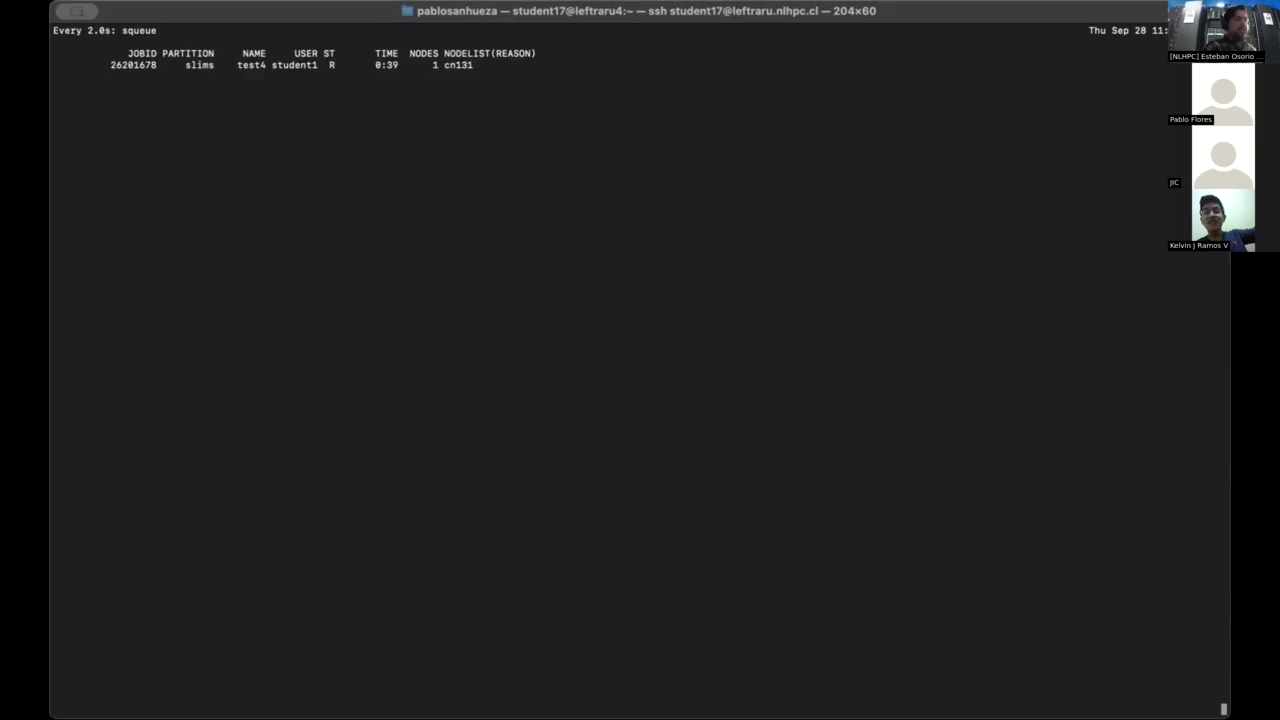 pablosanhueza — student17@leftraru4:~ — ssh student17@leftraru.nlhpc.cl — 204×60
Every 2.0s: squeue
Thu Sep 28 11:
JOBID PARTITION NAME USER ST TIME NODES NODELIST(REASON)
26201678 slims test4 student1 R 0:39 1 cn131
[NLHPC] Esteban Osorio ...
Pablo Flores
JIC
Kelvin J Ramos V